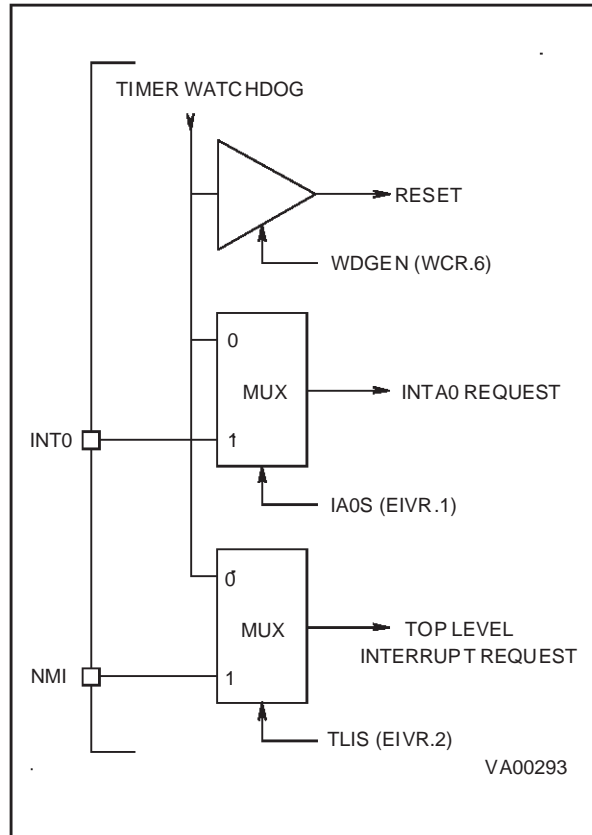 TIMER WATCHDOG
RESET
WDGEN (WCR.6)
0
MUX
INTA0 REQUEST
INT0
1
IA0S (EIVR.1)
0
MUX
TOP LEVEL
INTERRUPT REQUEST
NMI
1
TLIS (EIVR.2)
VA00293